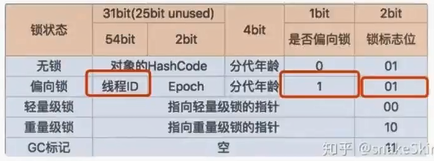 锁状态 31bit(25bit unused) 4bit 1bit 2bit
54bit 2bit 是否偏向锁 锁标志位
无锁 对象的HashCode 分代年龄 0 01
偏向锁 线程ID Epoch 分代年龄 1 01
轻量级锁 指向轻量级锁的指针 00
重量级锁 指向重量级锁的指针 10
GC标记 空 11
知乎 @snakeSkin